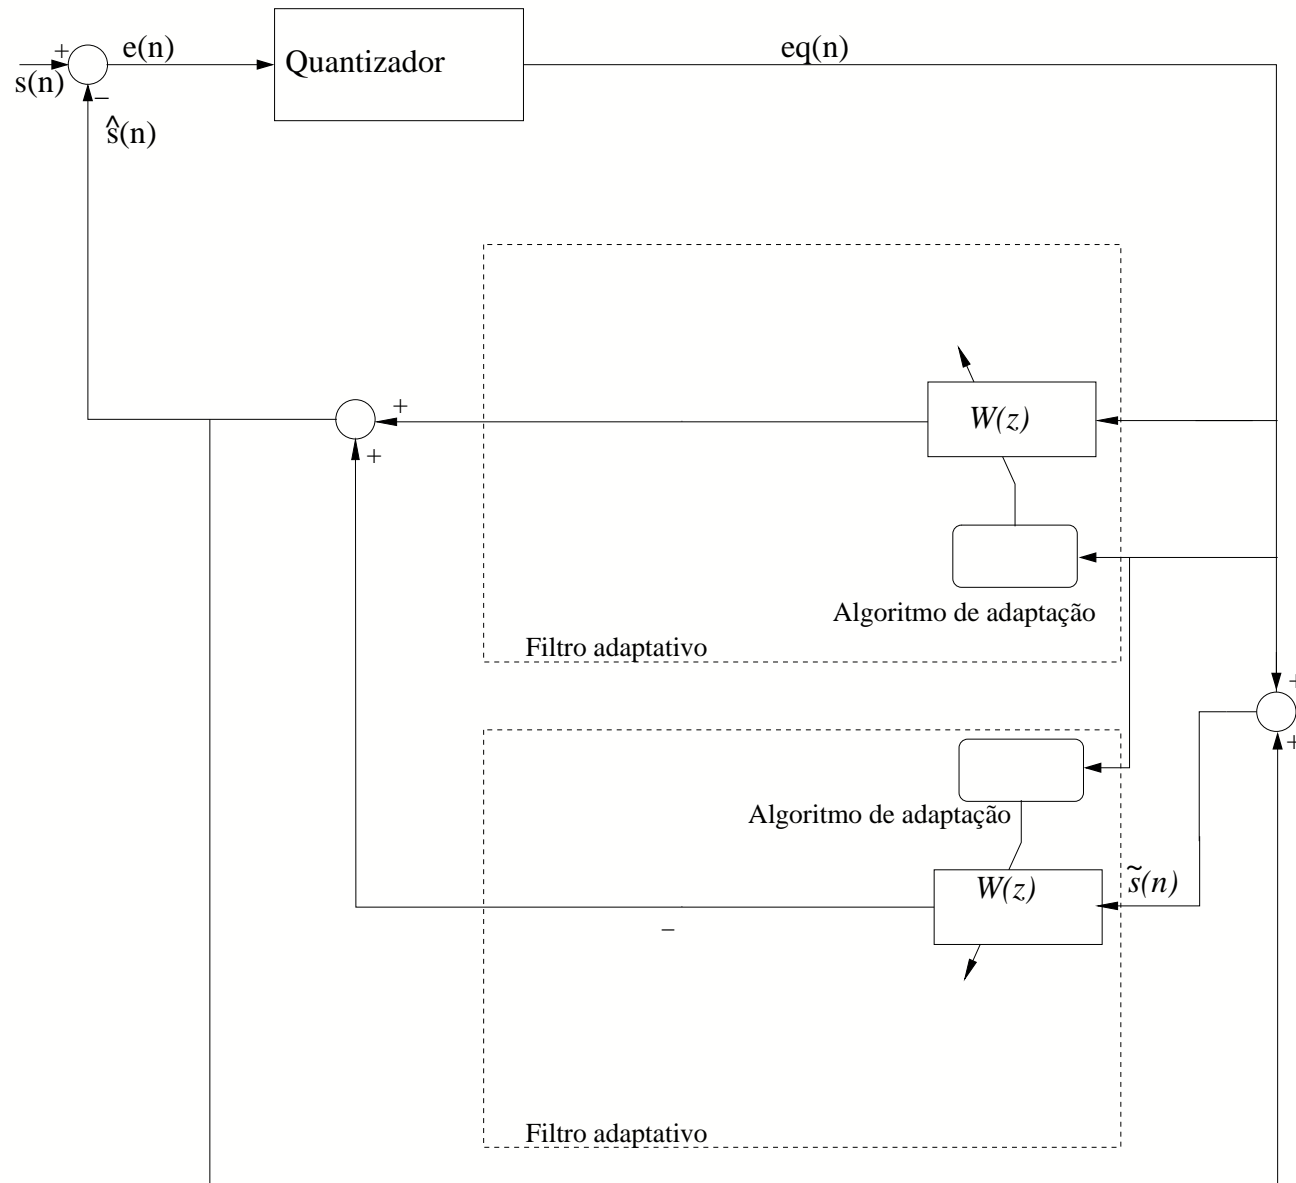 +
e(n)
Quantizador
eq(n)
s(n)
−
ŝ(n)
+
W(z)
+
Algoritmo de adaptação
Filtro adaptativo
+
+
Algoritmo de adaptação
W(z)
s̃(n)
−
Filtro adaptativo